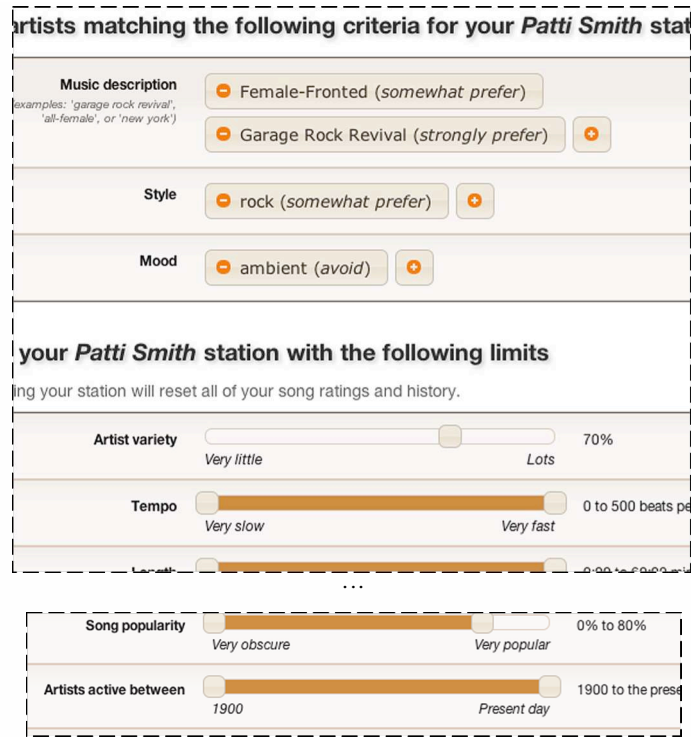 artists matching the following criteria for your Patti Smith stat
Music description
examples: 'garage rock revival',
'all-female', or 'new york')
Female-Fronted (somewhat prefer)
Garage Rock Revival (strongly prefer)
Style
rock (somewhat prefer)
Mood
ambient (avoid)
your Patti Smith station with the following limits
ing your station will reset all of your song ratings and history.
Artist variety
70%
Very little
Lots
Tempo
0 to 500 beats pe
Very slow
Very fast
Length
...
Song popularity
0% to 80%
Very obscure
Very popular
Artists active between
1900 to the prese
1900
Present day